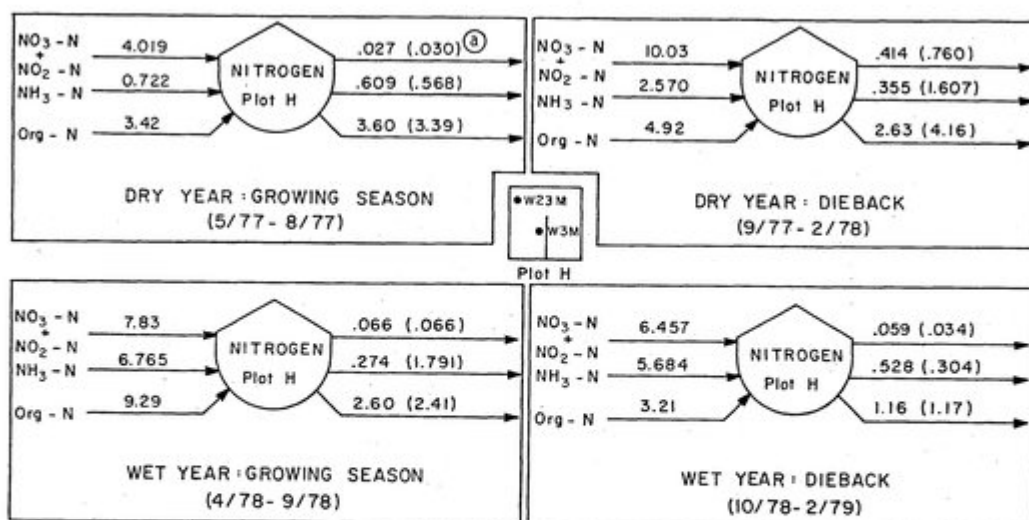 NO₃ - N
+
NO₂ - N
NH₃ - N
Org - N
4.019
0.722
3.42
NITROGEN
Plot H
.027 (.030) ⓐ
.609 (.568)
3.60 (3.39)
DRY YEAR : GROWING SEASON
(5/77 - 8/77)
NO₃ - N
+
NO₂ - N
NH₃ - N
Org - N
10.03
2.570
4.92
NITROGEN
Plot H
.414 (.760)
.355 (1.607)
2.63 (4.16)
DRY YEAR : DIEBACK
(9/77 - 2/78)
W23M
W3M
Plot H
NO₃ - N
+
NO₂ - N
NH₃ - N
Org - N
7.83
6.765
9.29
NITROGEN
Plot H
.066 (.066)
.274 (1.791)
2.60 (2.41)
WET YEAR : GROWING SEASON
(4/78 - 9/78)
NO₃ - N
+
NO₂ - N
NH₃ - N
Org - N
6.457
5.684
3.21
NITROGEN
Plot H
.059 (.034)
.528 (.304)
1.16 (1.17)
WET YEAR : DIEBACK
(10/78 - 2/79)